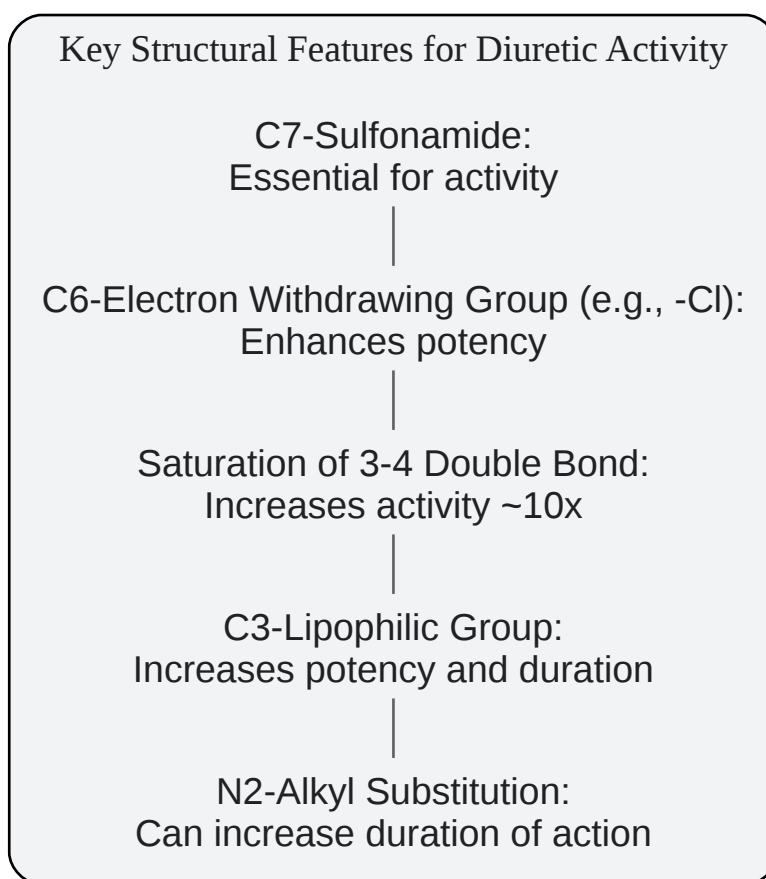 Key Structural Features for Diuretic Activity
C7-Sulfonamide:
Essential for activity
C6-Electron Withdrawing Group (e.g., -Cl):
Enhances potency
Saturation of 3-4 Double Bond:
Increases activity ~10x
C3-Lipophilic Group:
Increases potency and duration
N2-Alkyl Substitution:
Can increase duration of action